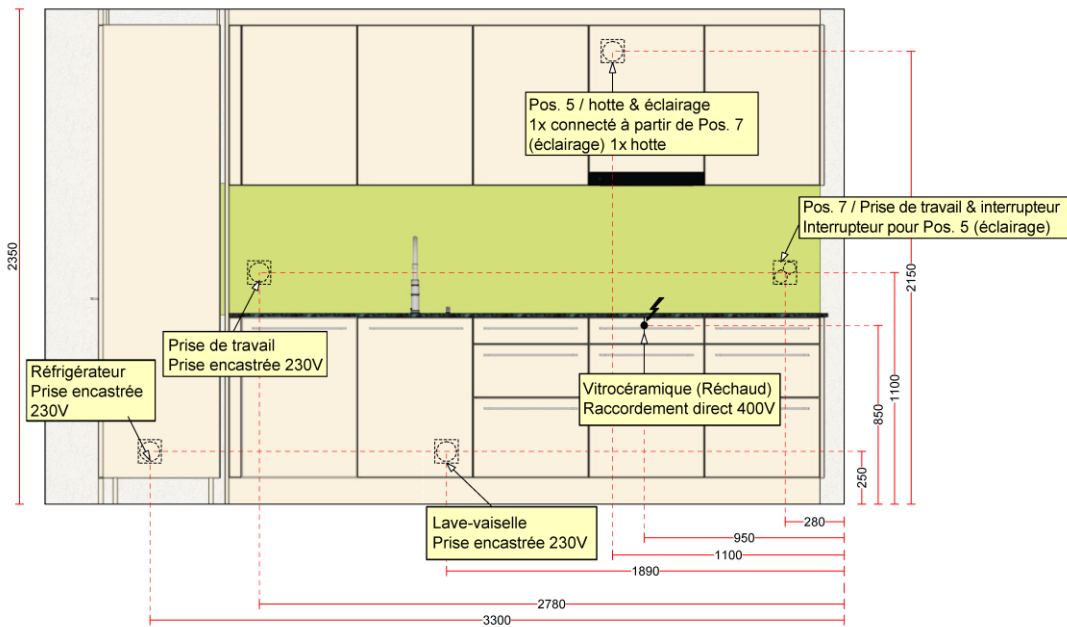 Pos. 5 / hotte & éclairage
1x connecté à partir de Pos. 7
(éclairage) 1x hotte
Pos. 7 / Prise de travail & interrupteur
Interrupteur pour Pos. 5 (éclairage)
2350
2150
Prise de travail
Prise encastrée 230V
Réfrigérateur
Prise encastrée
230V
Vitrocéramique (Réchaud)
Raccordement direct 400V
1100
850
250
Lave-vaiselle
Prise encastrée 230V
280
950
1100
1890
2780
3300